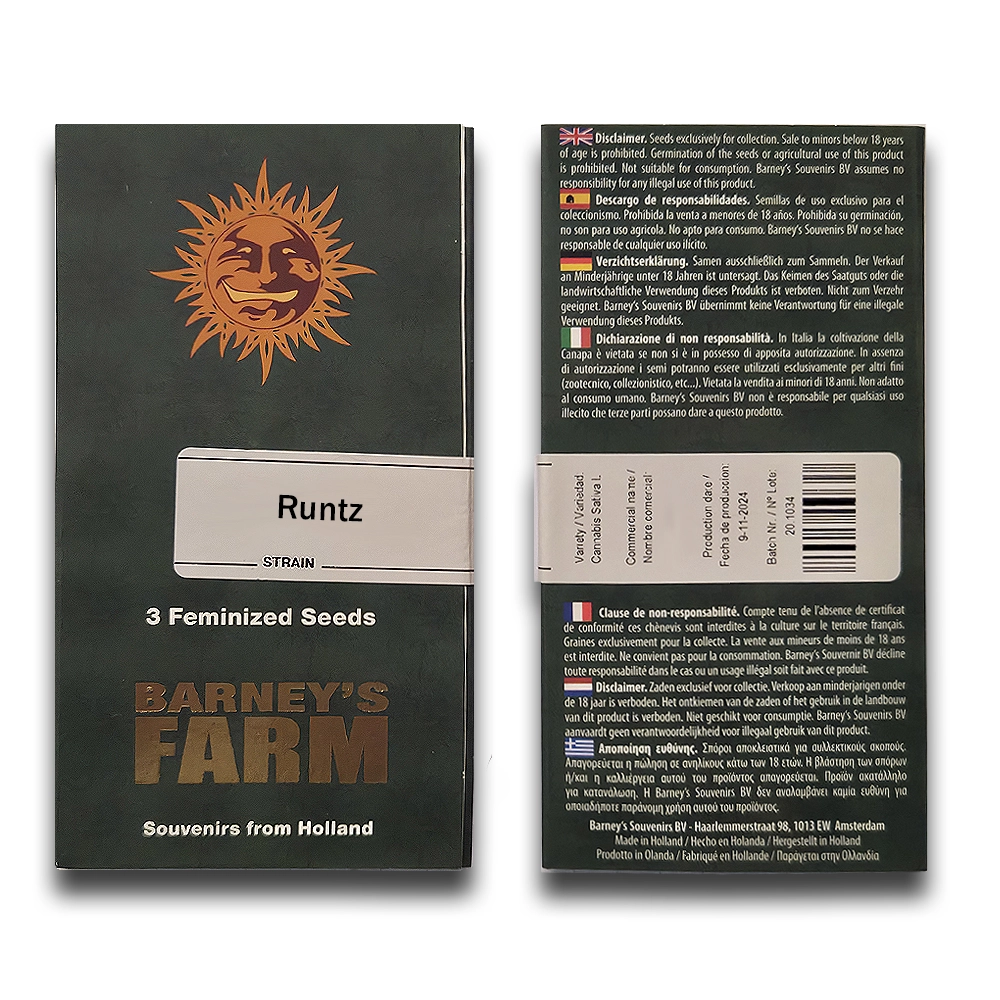 Runtz
STRAIN
3 Feminized Seeds
BARNEY'S
FARM
Souvenirs from Holland
Disclaimer. Seeds exclusively for collection. Sale to minors below 18 years
of age is prohibited. Germination of the seeds or agricultural use of this product
is prohibited. Not suitable for consumption. Barney's Souvenirs BV assumes no
responsibility for any illegal use of this product.
Descargo de responsabilidades. Semillas de uso exclusivo para el
coleccionismo. Prohibida la venta a menores de 18 años. Prohibida su germinación,
no son para uso agricola. No apto para consumo. Barney's Souvenirs BV no se hace
responsable de cualquier uso ilícito.
Verzichtserklärung. Samen ausschließlich zum Sammeln. Der Verkauf
an Minderjährige unter 18 Jahren ist untersagt. Das Keimen des Saatguts oder die
landwirtschaftliche Verwendung dieses Produkts ist verboten. Nicht zum Verzehr
geeignet. Barney's Souvenirs BV übernimmt keine Verantwortung für eine illegale
Verwendung dieses Produkts.
Dichiarazione di non responsabilità. In Italia la coltivazione della
Canapa è vietata se non si è in possesso di apposita autorizzazione. In assenza
di autorizzazione i semi potranno essere utilizzati esclusivamente per altri fini
(zootecnico, collezionistico, etc...). Vietata la vendita ai minori di 18 anni. Non adatto
al consumo umano. Barney's Souvenirs BV non è responsabile per qualsiasi uso
illecito che terze parti possano dare a questo prodotto.
Variety / Variedad:
Cannabis Sativa L
Commercial name /
Nombre comercial:
Production date /
Fecha de produccion:
9-11-2024
Batch Nr. / Nº Lote:
20 1034
Clause de non-responsabilité. Compte tenu de l'absence de certificat
de conformité ces chènevis sont interdites à la culture sur le territoire français.
Graines exclusivement pour la collecte. La vente aux mineurs de moins de 18 ans
est interdite. Ne convient pas pour la consommation. Barney's Souvernir BV décline
toute responsabilité dans le cas ou un usage illégal soit fait avec ce produit.
Disclaimer. Zaden exclusief voor collectie. Verkoop aan minderjarigen onder
de 18 jaar is verboden. Het ontkiemen van de zaden of het gebruik in de landbouw
van dit product is verboden. Niet geschikt voor consumptie. Barney's Souvenirs BV
aanvaardt geen verantwoordelijkheid voor illegaal gebruik van dit product.
Αποποίηση ευθύνης. Σπόροι αποκλειστικά για συλλεκτικούς σκοπούς.
Απαγορεύεται η πώληση σε ανηλίκους κάτω των 18 ετών. Η βλάστηση των σπόρων
ή/και η καλλιέργεια αυτού του προϊόντος απαγορεύεται. Προϊόν ακατάλληλο
για κατανάλωση. Η Barney's Souvenirs BV δεν αναλαμβάνει καμία ευθύνη για
οποιαδήποτε παράνομη χρήση αυτού του προϊόντος.
Barney's Souvenirs BV - Haarlemmerstraat 98, 1013 EW Amsterdam
Made in Holland / Hecho en Holanda / Hergestellt in Holland
Prodotto in Olanda / Fabriqué en Hollande / Παράγεται στην Ολλανδία